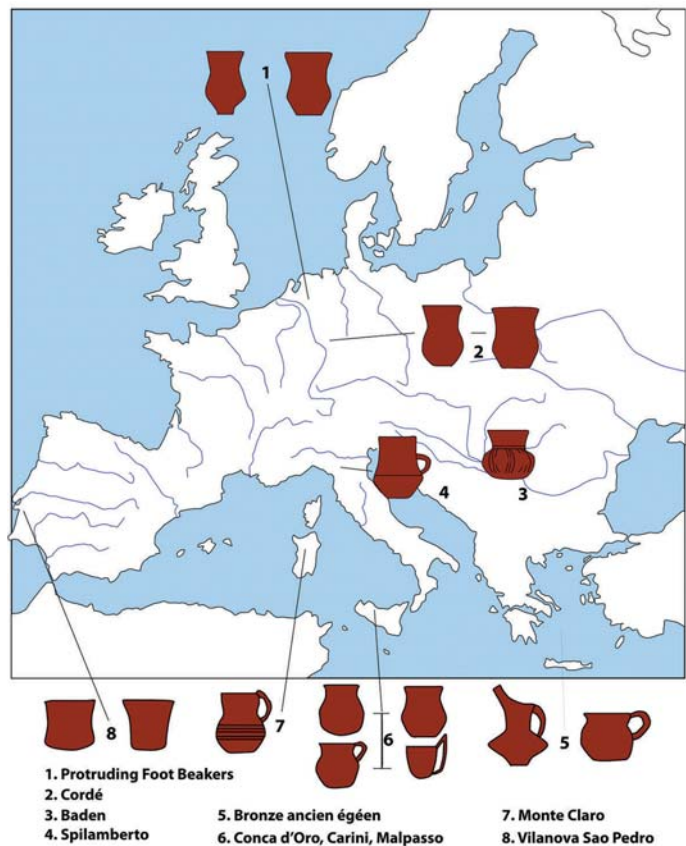 1
2
3
4
8
7
6
5
1. Protruding Foot Beakers
2. Cordé
3. Baden
4. Spilamberto
5. Bronze ancien égéen
6. Conca d'Oro, Carini, Malpasso
7. Monte Claro
8. Vilanova Sao Pedro